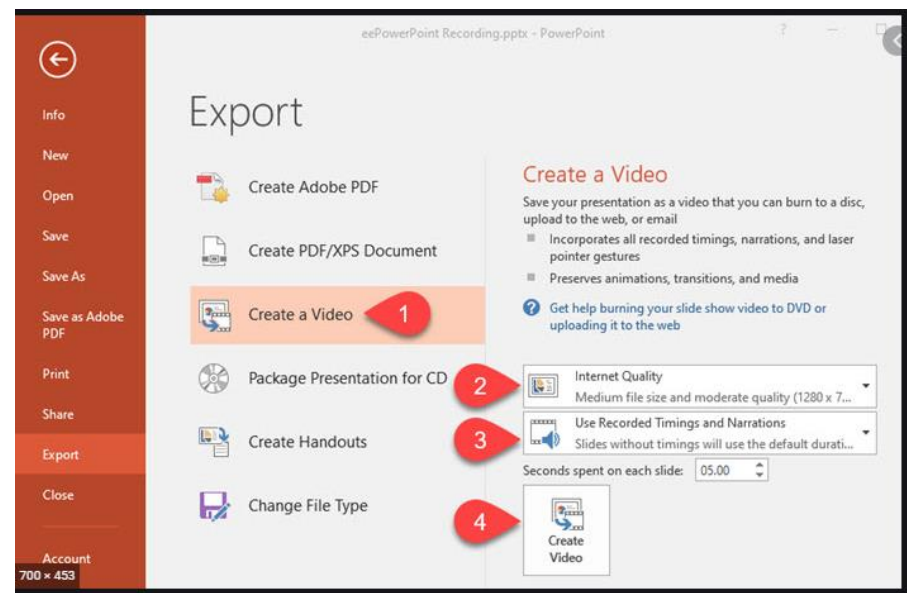 eePowerPoint Recording.pptx - PowerPoint
?
Info
New
Open
Save
Save As
Save as Adobe
PDF
Print
Share
Export
Close
Account
700 × 453
Export
Create Adobe PDF
Create PDF/XPS Document
Create a Video
1
Package Presentation for CD
Create Handouts
Change File Type
Create a Video
Save your presentation as a video that you can burn to a disc,
upload to the web, or email
Incorporates all recorded timings, narrations, and laser
pointer gestures
Preserves animations, transitions, and media
? Get help burning your slide show video to DVD or
uploading it to the web
2
Internet Quality
Medium file size and moderate quality (1280 x 7...
3
Use Recorded Timings and Narrations
Slides without timings will use the default durati...
Seconds spent on each slide: 05.00
4
Create
Video